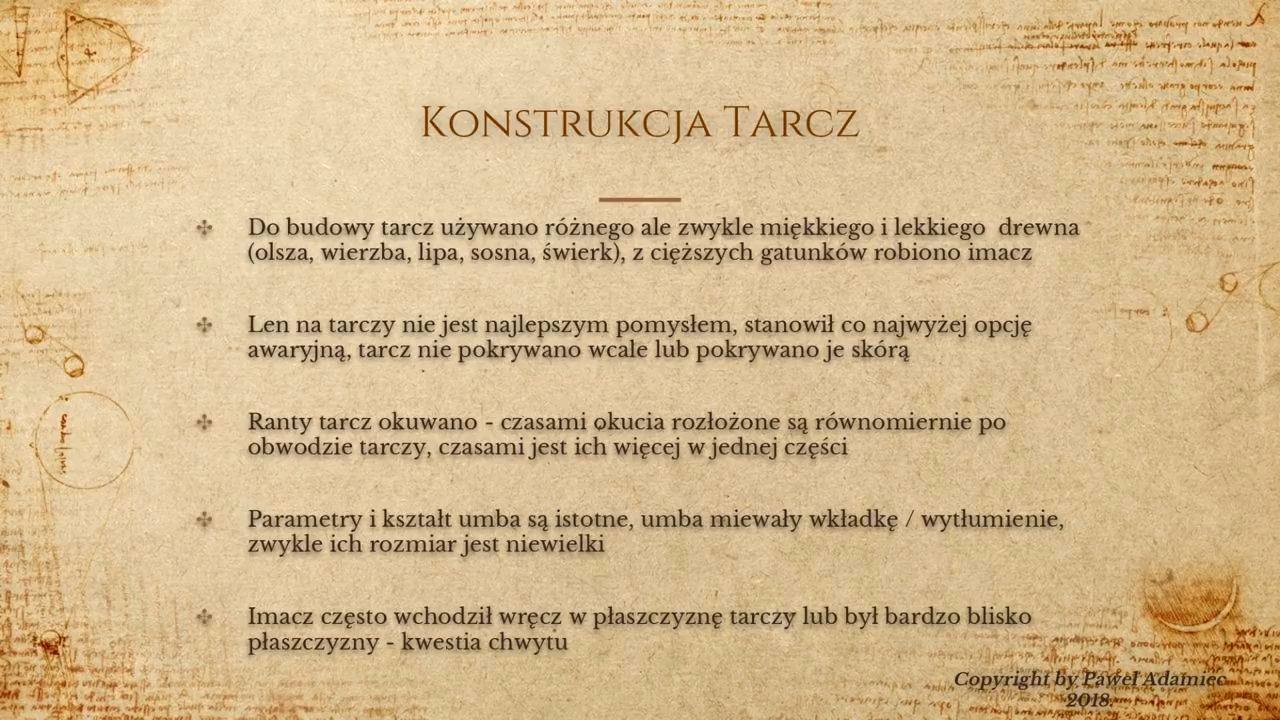 Konstrukcja Tarcz
Do budowy tarcz używano różnego ale zwykle miękkiego i lekkiego drewna
(olsza, wierzba, lipa, sosna, świerk), z cięższych gatunków robiono imacz
Len na tarczy nie jest najlepszym pomysłem, stanowił co najwyżej opcję
awaryjną, tarcz nie pokrywano wcale lub pokrywano je skórą
Ranty tarcz okuwano - czasami okucia rozłożone są równomiernie po
obwodzie tarczy, czasami jest ich więcej w jednej części
Parametry i kształt umba są istotne, umba miewały wkładkę / wytłumienie,
zwykle ich rozmiar jest niewielki
Imacz często wchodził wręcz w płaszczyznę tarczy lub był bardzo blisko
płaszczyzny - kwestia chwytu
Copyright by Paweł Adamiec
2018.